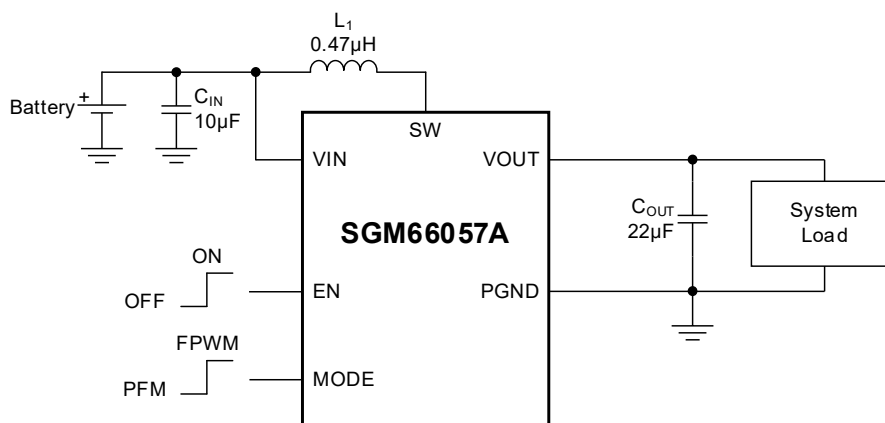 L1
0.47μH
Battery
+
CIN
10μF
SW
VIN
VOUT
SGM66057A
COUT
22μF
System
Load
ON
OFF
EN
PGND
FPWM
PFM
MODE